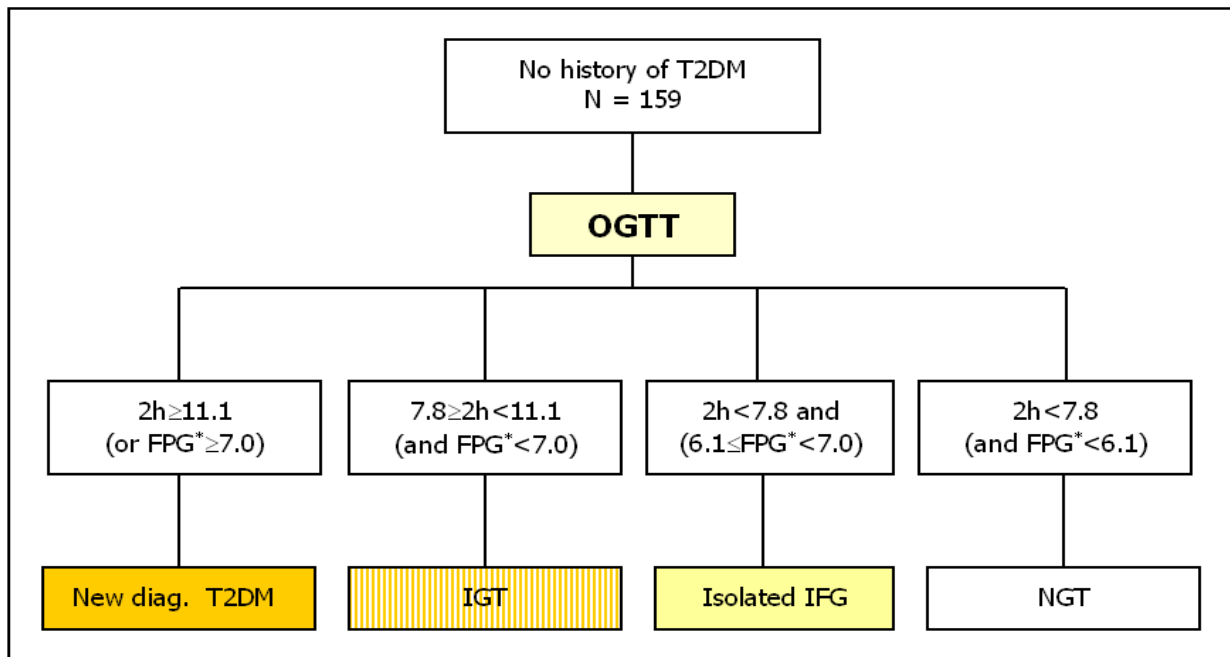 No history of T2DM
N = 159
OGTT
2h≥11.1
(or FPG*≥7.0)
7.8≥2h<11.1
(and FPG*<7.0)
2h<7.8 and
(6.1≤FPG*<7.0)
2h<7.8
(and FPG*<6.1)
New diag. T2DM
IGT
Isolated IFG
NGT